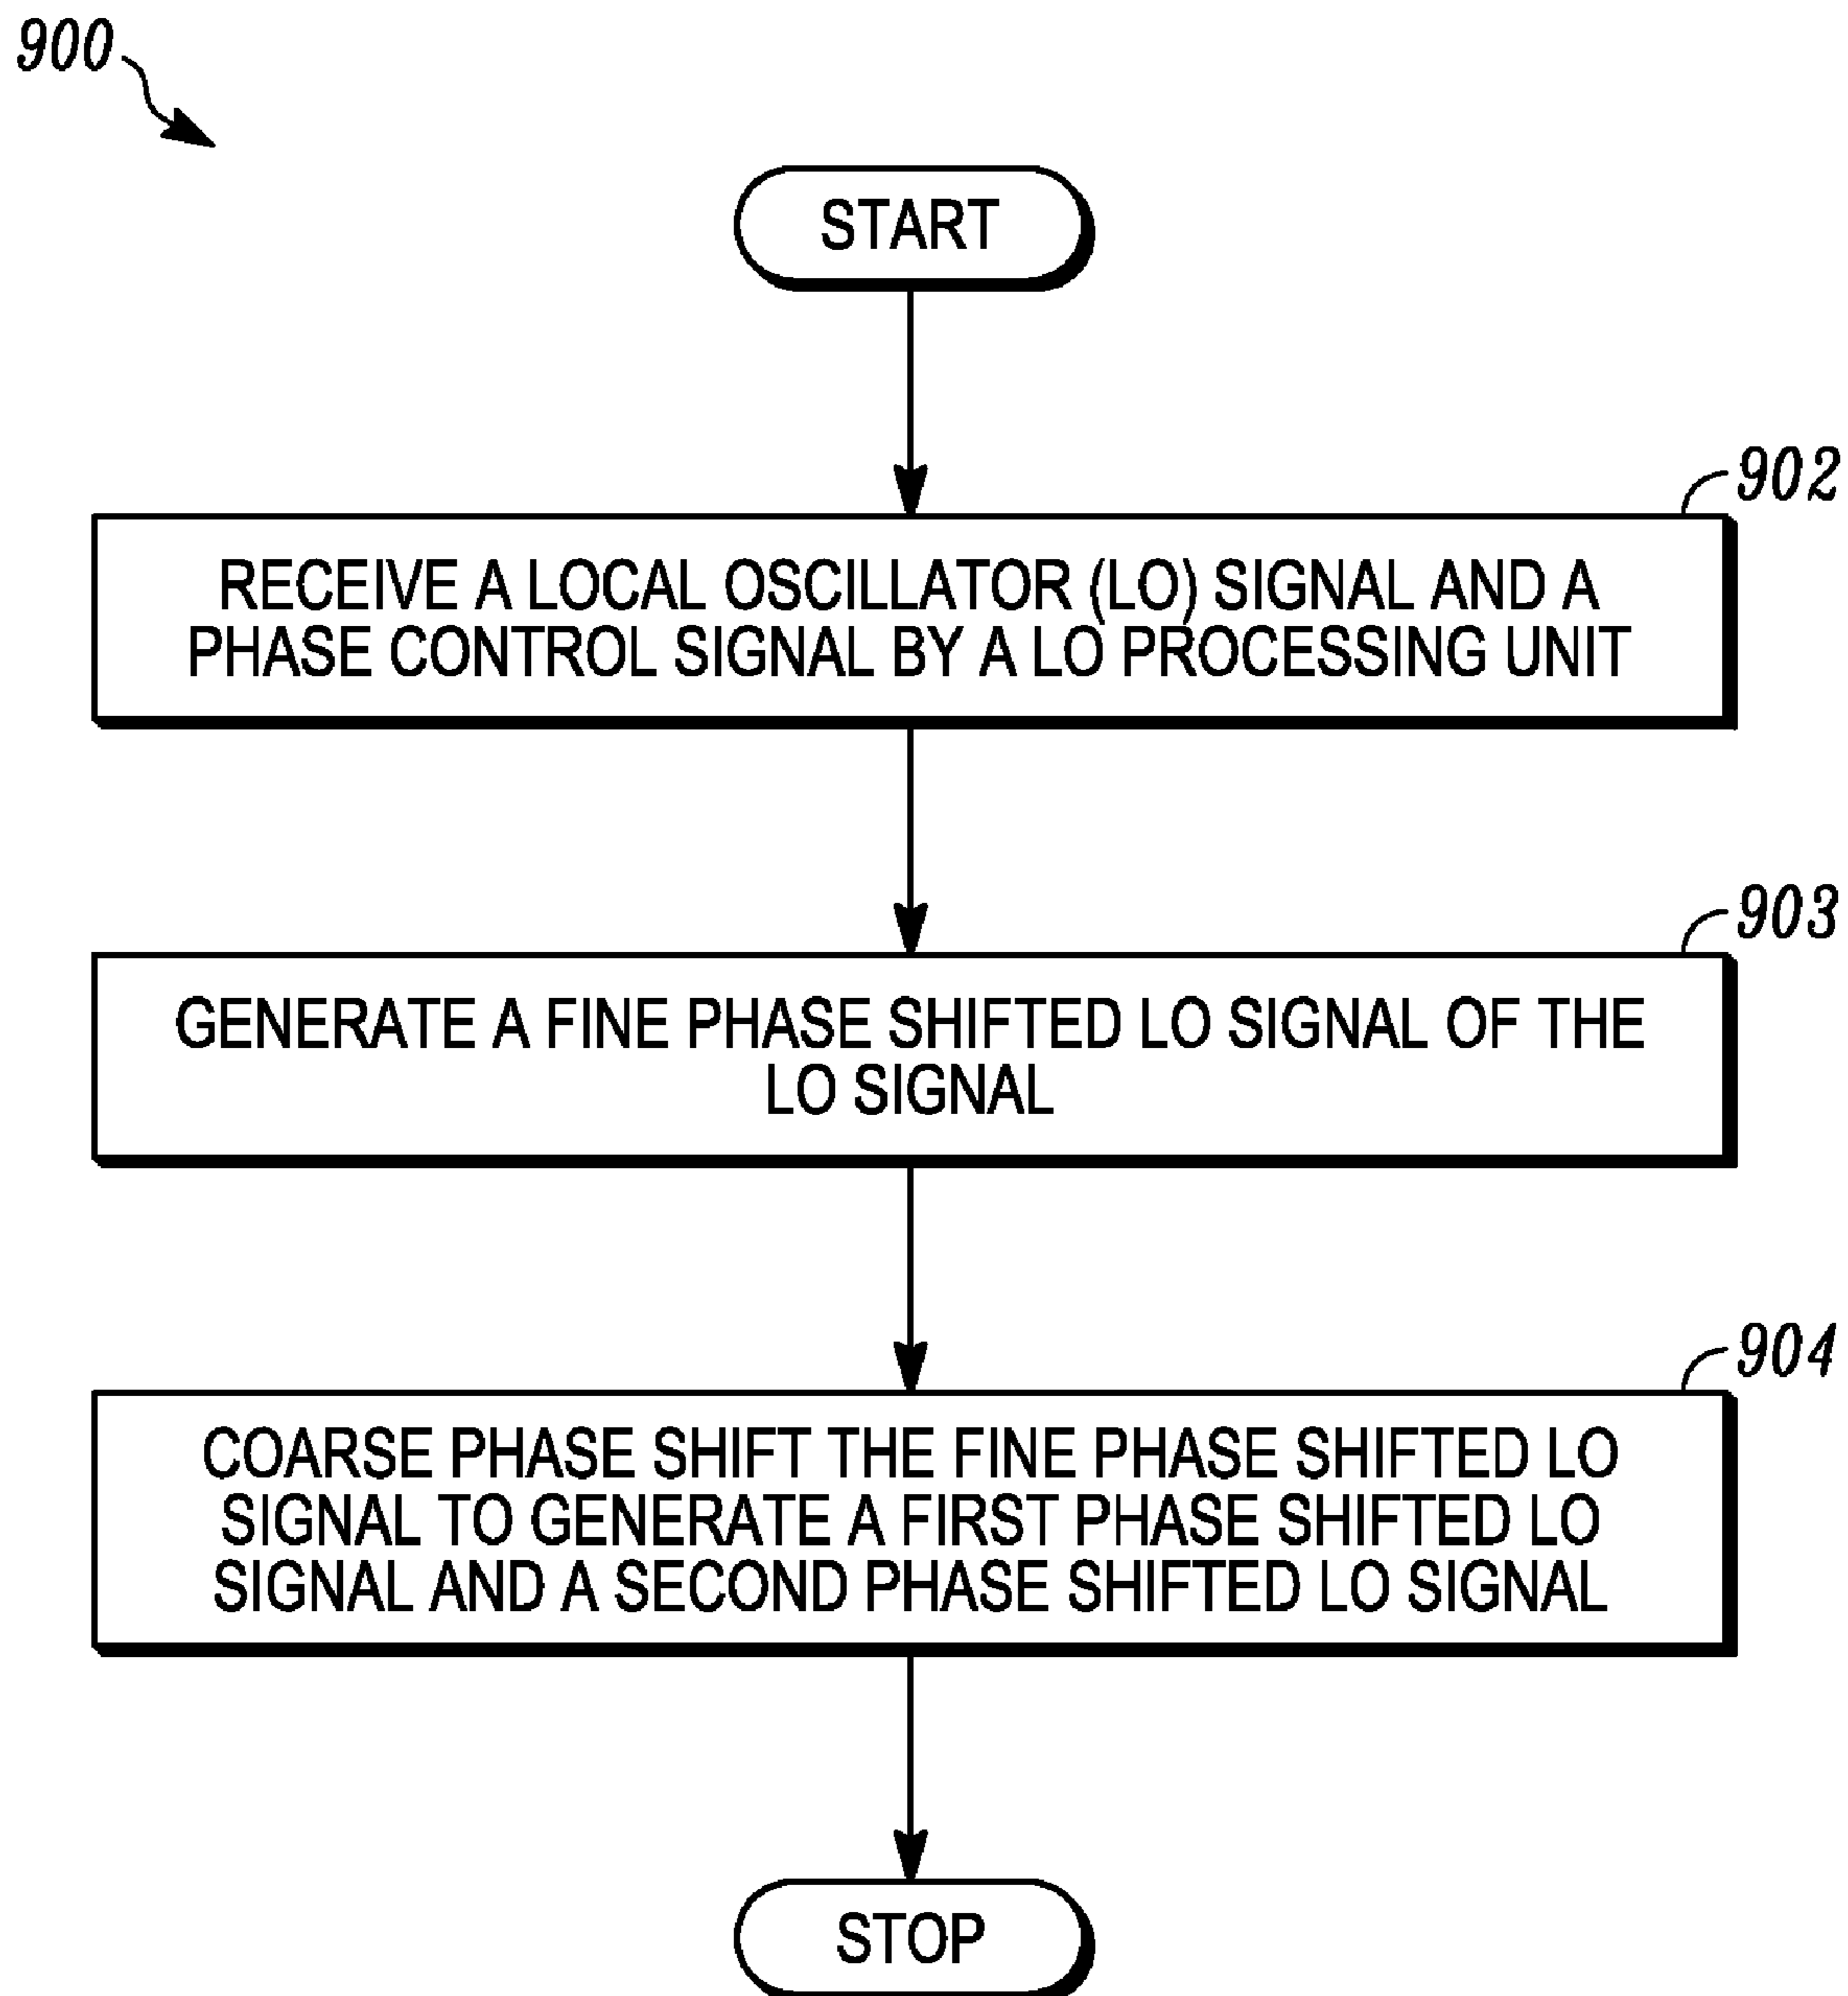 900
START
902
RECEIVE A LOCAL OSCILLATOR (LO) SIGNAL AND A
PHASE CONTROL SIGNAL BY A LO PROCESSING UNIT
903
GENERATE A FINE PHASE SHIFTED LO SIGNAL OF THE
LO SIGNAL
904
COARSE PHASE SHIFT THE FINE PHASE SHIFTED LO
SIGNAL TO GENERATE A FIRST PHASE SHIFTED LO
SIGNAL AND A SECOND PHASE SHIFTED LO SIGNAL
STOP